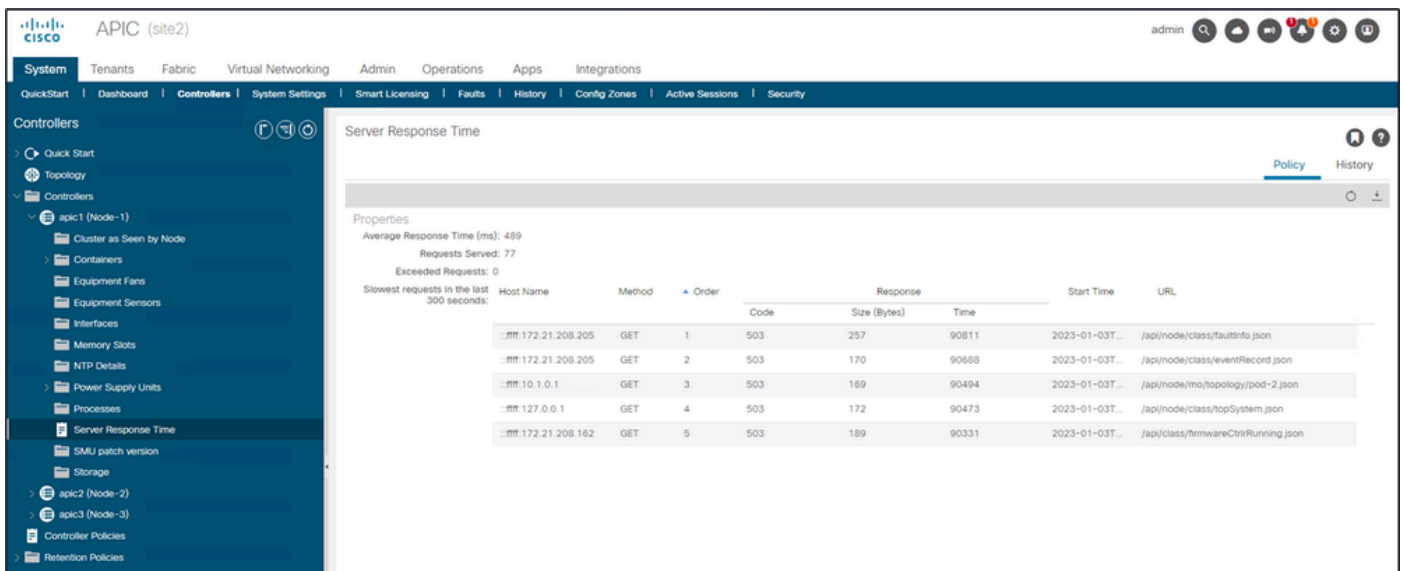 CISCO
APIC (site2)
admin
System Tenants Fabric Virtual Networking Admin Operations Apps Integrations
QuickStart | Dashboard | Controllers | System Settings | Smart Licensing | Faults | History | Config Zones | Active Sessions | Security
Controllers
Quick Start
Topology
Controllers
apic1 (Node-1)
Cluster as Seen by Node
Containers
Equipment Fans
Equipment Sensors
Interfaces
Memory Slots
NTP Details
Power Supply Units
Processes
Server Response Time
SMU patch version
Storage
apic2 (Node-2)
apic3 (Node-3)
Controller Policies
Retention Policies
Server Response Time
Policy History
Properties
Average Response Time (ms): 489
Requests Served: 77
Exceeded Requests: 0
Slowest requests in the last 300 seconds:
Host Name Method Order Response Start Time URL
Code Size (Bytes) Time
::ffff:172.21.208.205 GET 1 503 257 90811 2023-01-03T... /api/node/class/faultInfo.json
::ffff:172.21.208.205 GET 2 503 170 90688 2023-01-03T... /api/node/class/eventRecord.json
::ffff:10.1.0.1 GET 3 503 169 90494 2023-01-03T... /api/node/mo/topology/pod-2.json
::ffff:127.0.0.1 GET 4 503 172 90473 2023-01-03T... /api/node/class/topSystem.json
::ffff:172.21.208.162 GET 5 503 189 90331 2023-01-03T... /api/class/firmwareCtrlrRunning.json